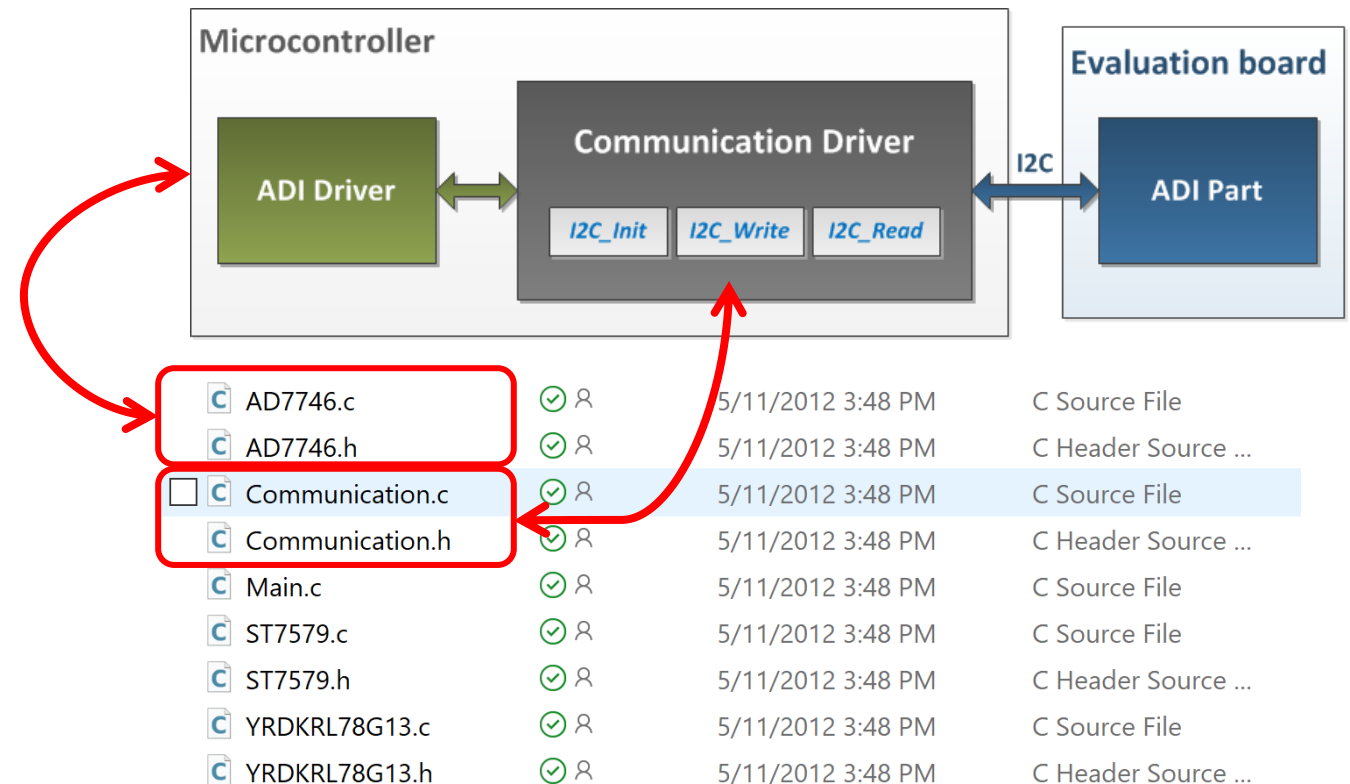 Microcontroller
Evaluation board
Communication Driver
I2C
ADI Driver
ADI Part
I2C_Init I2C_Write I2C_Read
C AD7746.c 5/11/2012 3:48 PM C Source File
C AD7746.h 5/11/2012 3:48 PM C Header Source ...
C Communication.c 5/11/2012 3:48 PM C Source File
C Communication.h 5/11/2012 3:48 PM C Header Source ...
C Main.c 5/11/2012 3:48 PM C Source File
C ST7579.c 5/11/2012 3:48 PM C Source File
C ST7579.h 5/11/2012 3:48 PM C Header Source ...
C YRDKRL78G13.c 5/11/2012 3:48 PM C Source File
C YRDKRL78G13.h 5/11/2012 3:48 PM C Header Source ...